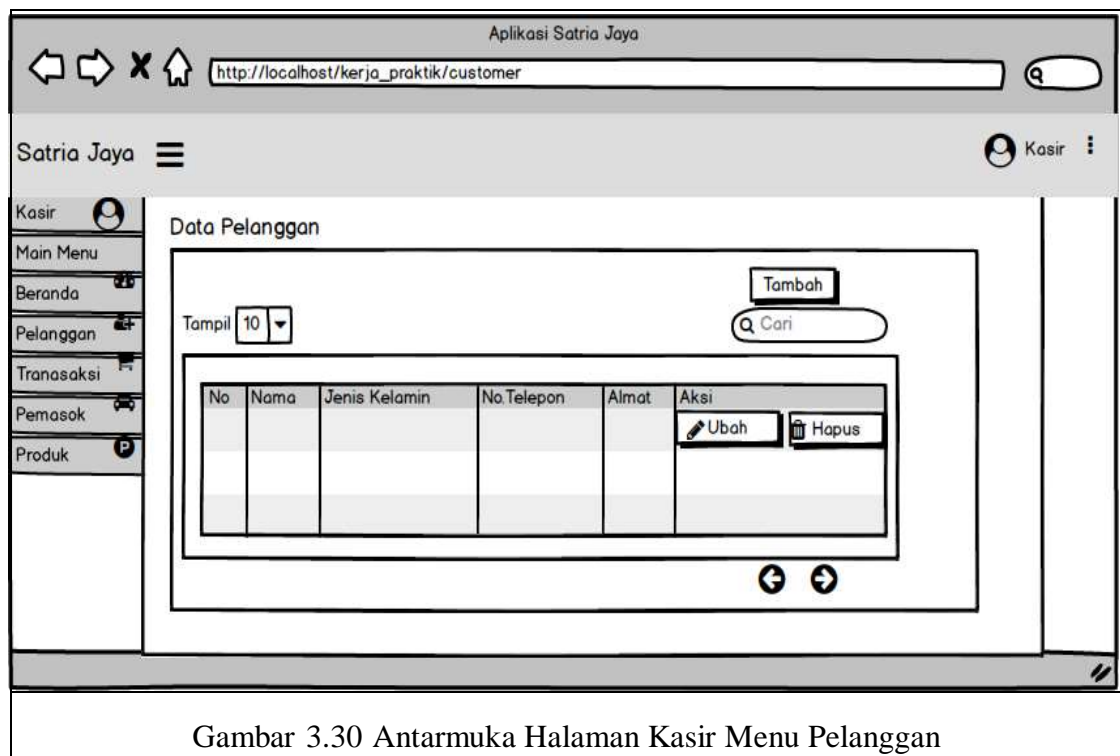 Aplikasi Satria Jaya
http://localhost/kerja_praktik/customer
Satria Jaya
Kasir
Kasir
Main Menu
Beranda
Pelanggan
Tranasaksi
Pemasok
Produk
Data Pelanggan
Tambah
Tampil 10
Cari
No Nama Jenis Kelamin No.Telepon Almat Aksi
Ubah Hapus
Gambar 3.30 Antarmuka Halaman Kasir Menu Pelanggan